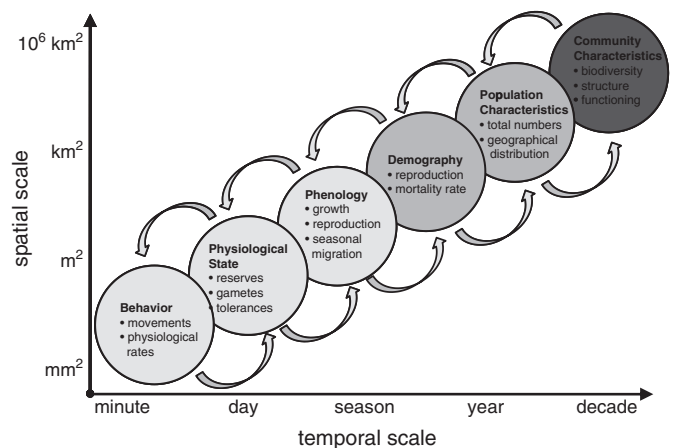 10⁶ km²
km²
m²
mm²
spatial scale
Community
Characteristics
• biodiversity
• structure
• functioning
Population
Characteristics
• total numbers
• geographical
distribution
Demography
• reproduction
• mortality rate
Phenology
• growth
• reproduction
• seasonal
migration
Physiological
State
• reserves
• gametes
• tolerances
Behavior
• movements
• physiological
rates
minute day season year decade
temporal scale